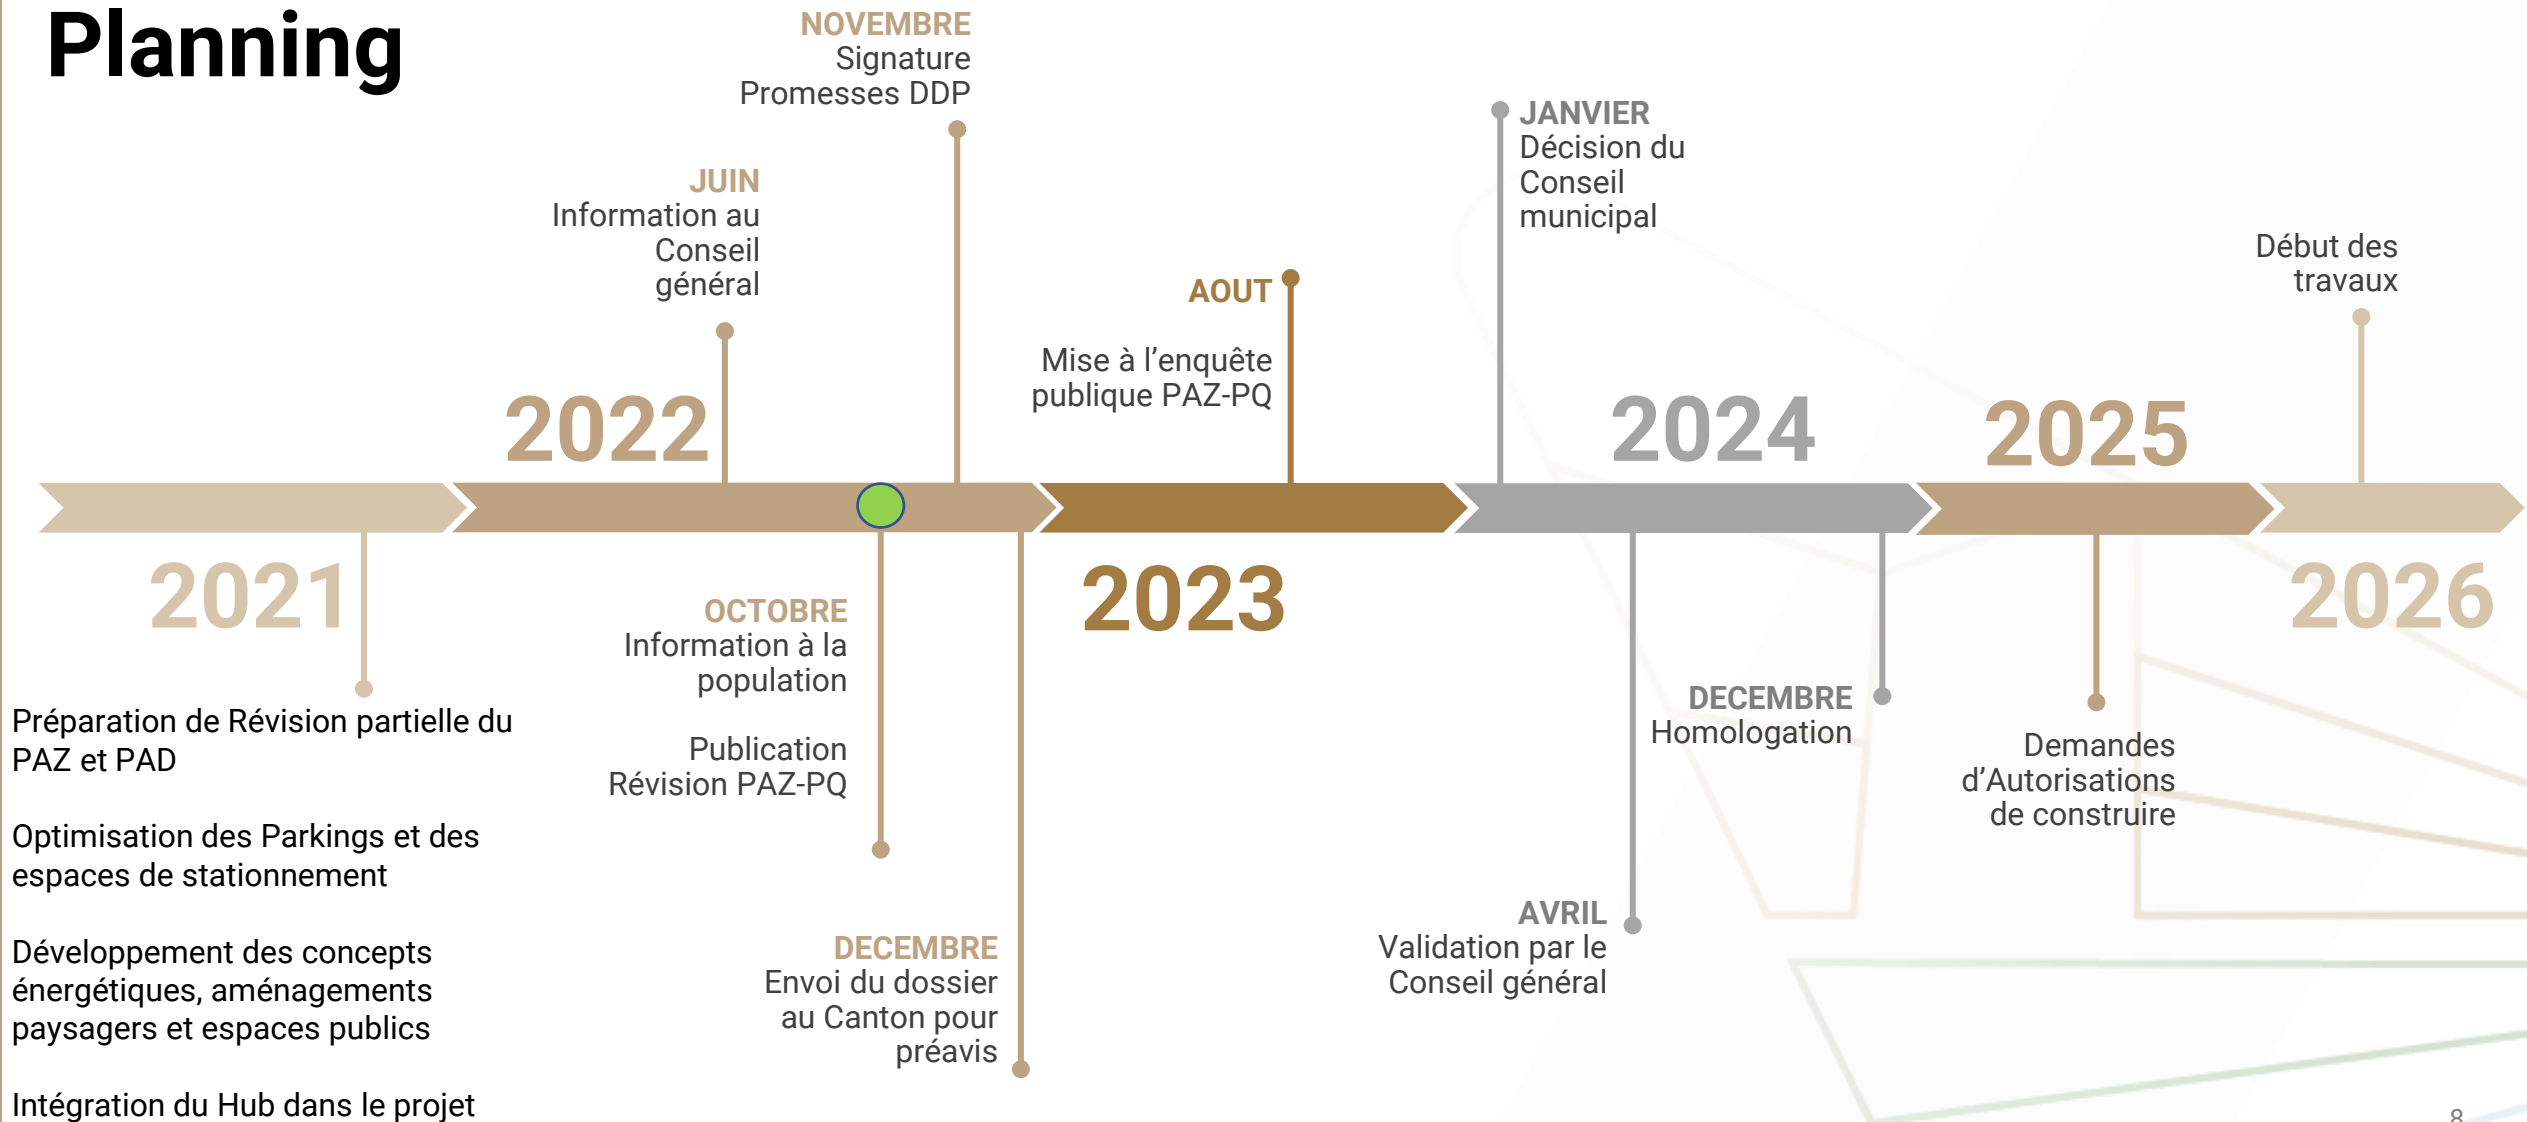 Planning
NOVEMBRE
Signature
Promesses DDP
JUIN
Information au
Conseil
général
AOUT
Mise à l'enquête
publique PAZ-PQ
JANVIER
Décision du
Conseil
municipal
Début des
travaux
2022
2024
2025
2021
2023
2026
Préparation de Révision partielle du
PAZ et PAD
Optimisation des Parkings et des
espaces de stationnement
Développement des concepts
énergétiques, aménagements
paysagers et espaces publics
Intégration du Hub dans le projet
OCTOBRE
Information à la
population
Publication
Révision PAZ-PQ
DECEMBRE
Envoi du dossier
au Canton pour
préavis
AVRIL
Validation par le
Conseil général
DECEMBRE
Homologation
Demandes
d'Autorisations
de construire
8